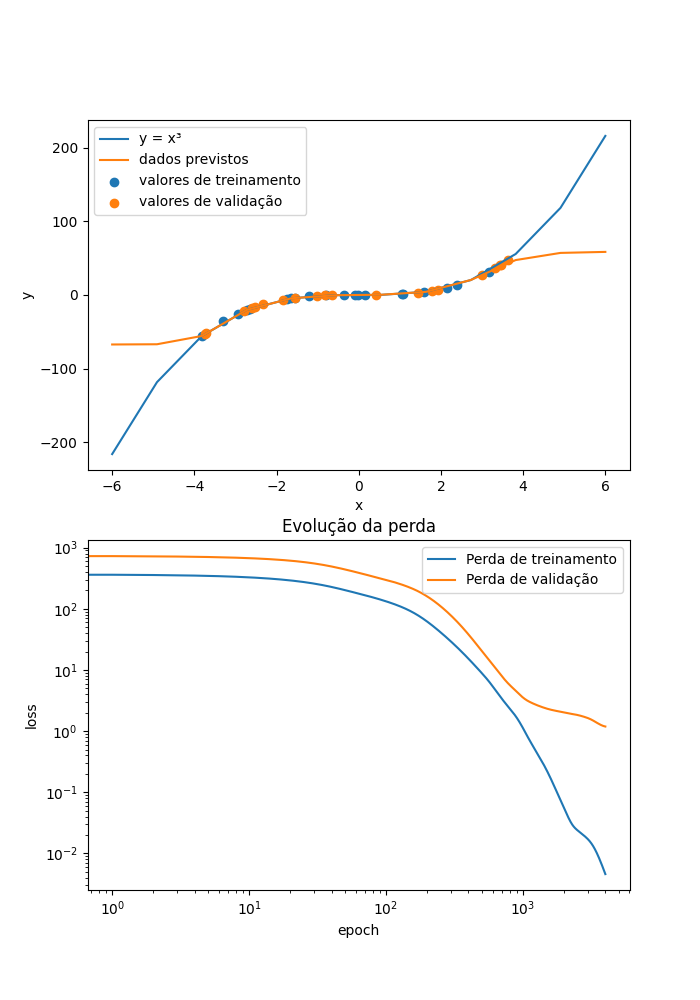 y = x³
dados previstos
valores de treinamento
valores de validação
200
100
0
−100
−200
y
−6
−4
−2
0
2
4
6
x
Evolução da perda
Perda de treinamento
Perda de validação
10³
10²
10¹
10⁰
10⁻¹
10⁻²
loss
10⁰
10¹
10²
10³
epoch